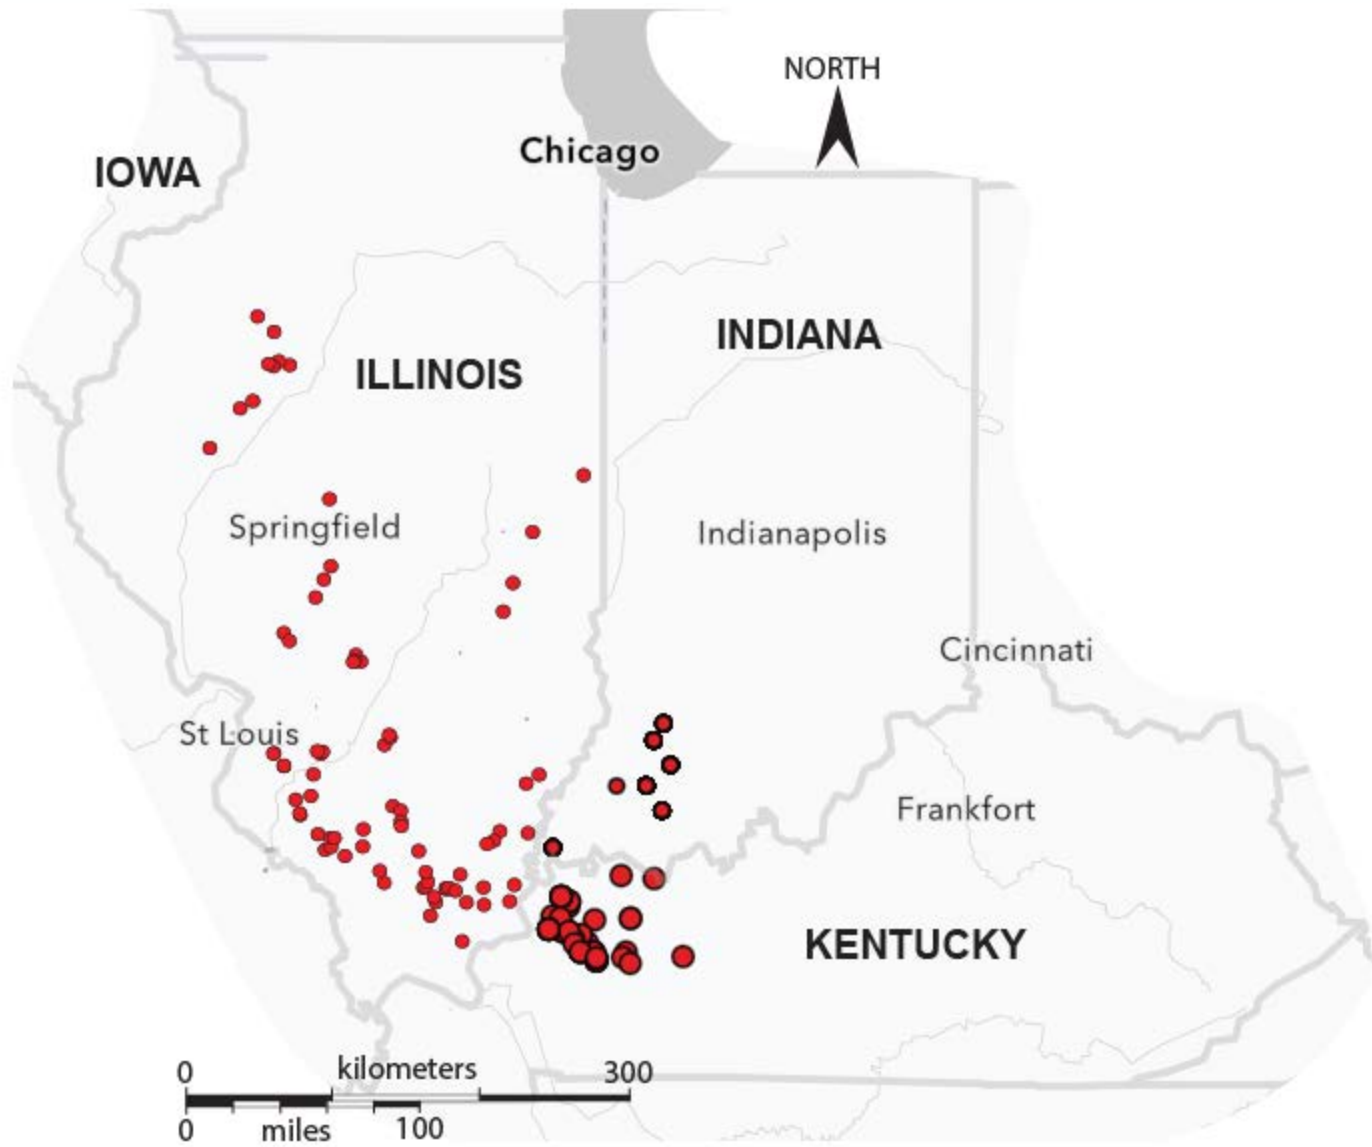 NORTH
Chicago
IOWA
INDIANA
ILLINOIS
Springfield
Indianapolis
Cincinnati
St Louis
Frankfort
KENTUCKY
0 kilometers 300
0 miles 100